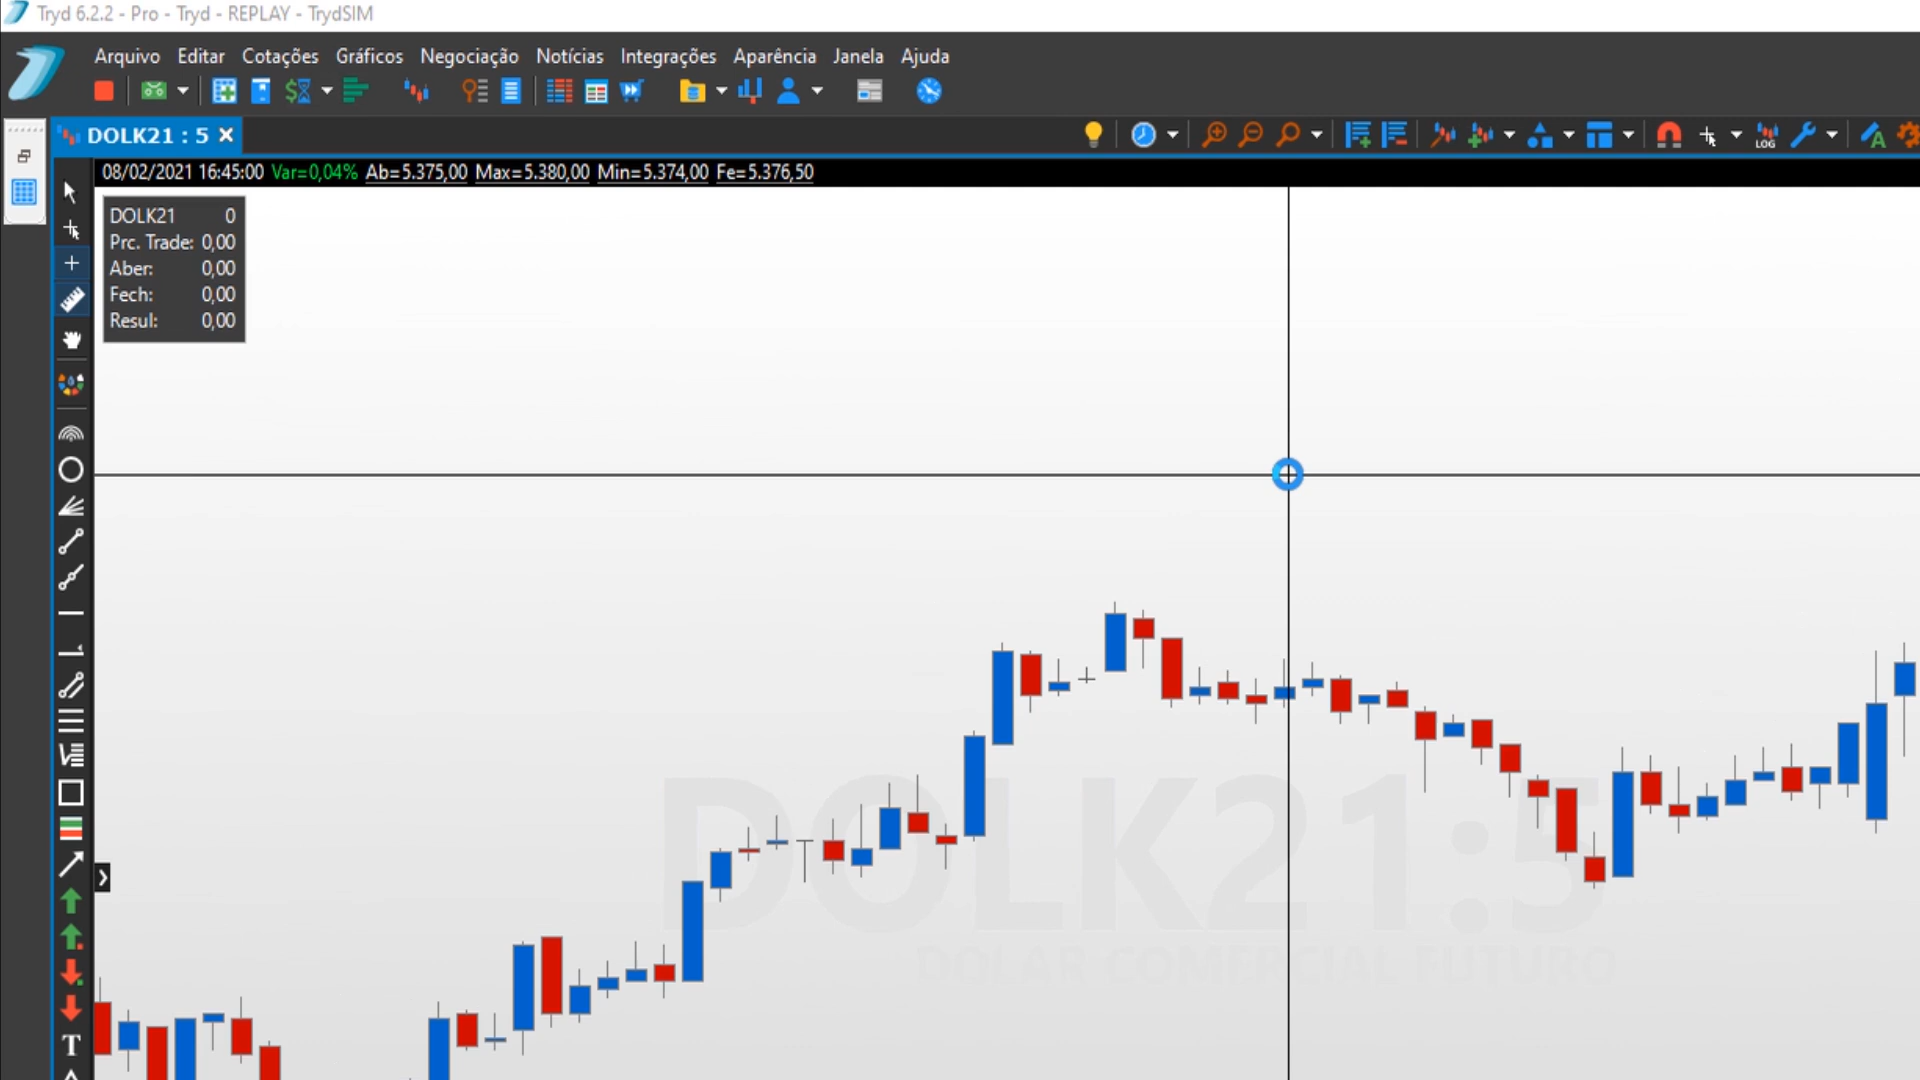 Tryd 6.2.2 - Pro - Tryd - REPLAY - TrydSIM
Arquivo Editar Cotações Gráficos Negociação Notícias Integrações Aparência Janela Ajuda
DOLK21 : 5
LOG
08/02/2021 16:45:00 Var=0,04% Ab=5.375,00 Max=5.380,00 Min=5.374,00 Fe=5.376,50
DOLK21 0
Prc. Trade: 0,00
Aber: 0,00
Fech: 0,00
Resul: 0,00
DOLK21:5
DOLAR COMERCIAL FUTURO